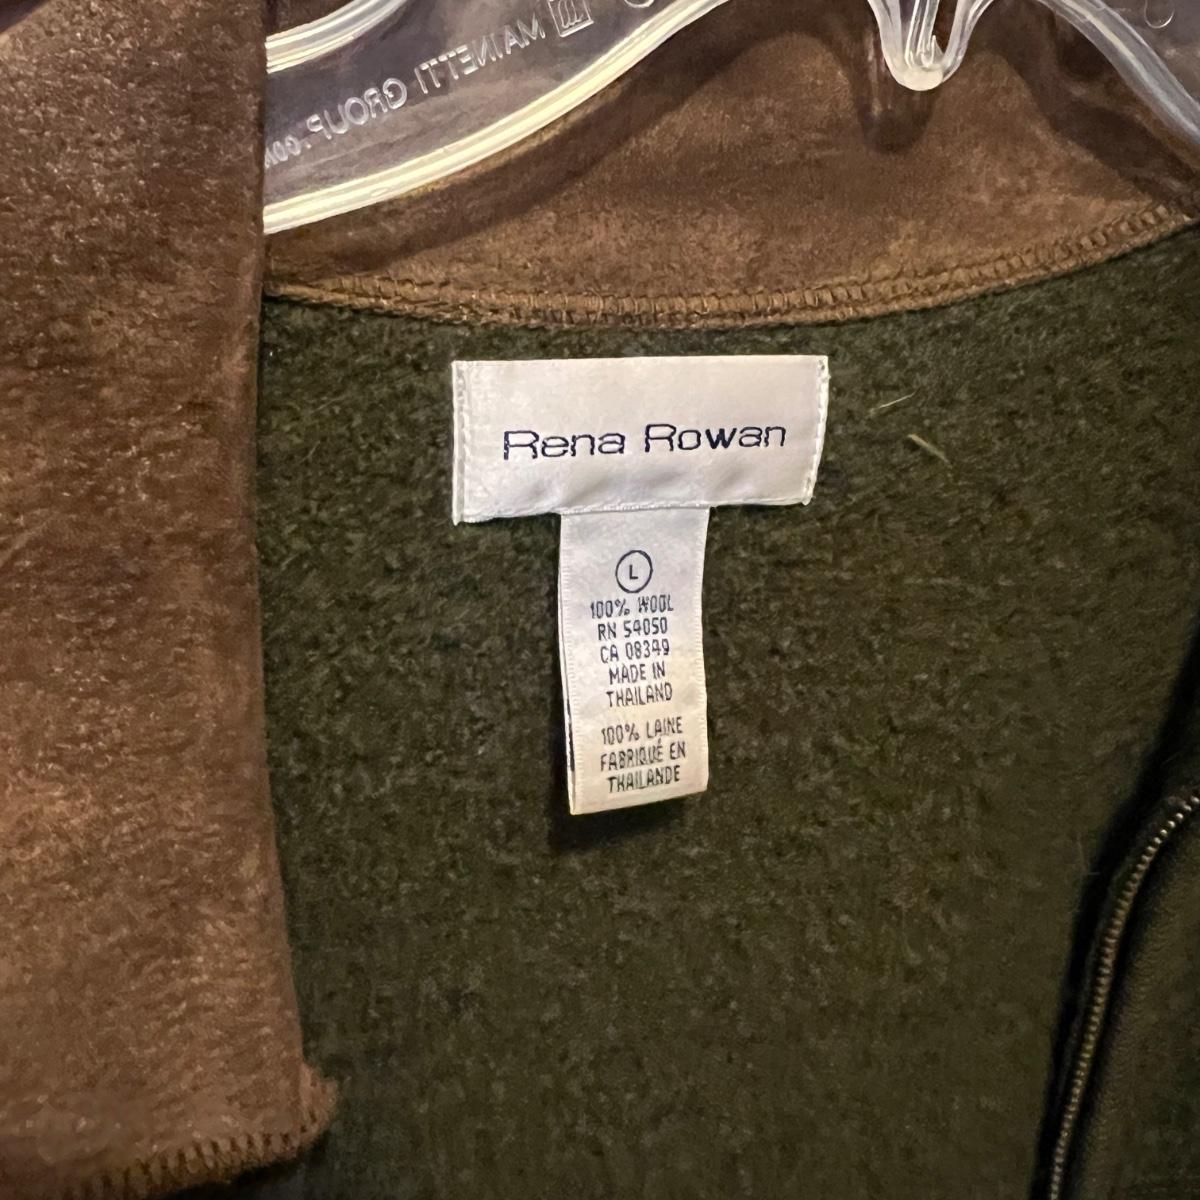 MAINETTI GROUP.COM
Rena Rowan
L
100% WOOL
RN 54050
CA 08349
MADE IN
THAILAND
100% LAINE
FABRIQUÉ EN
THAILANDE